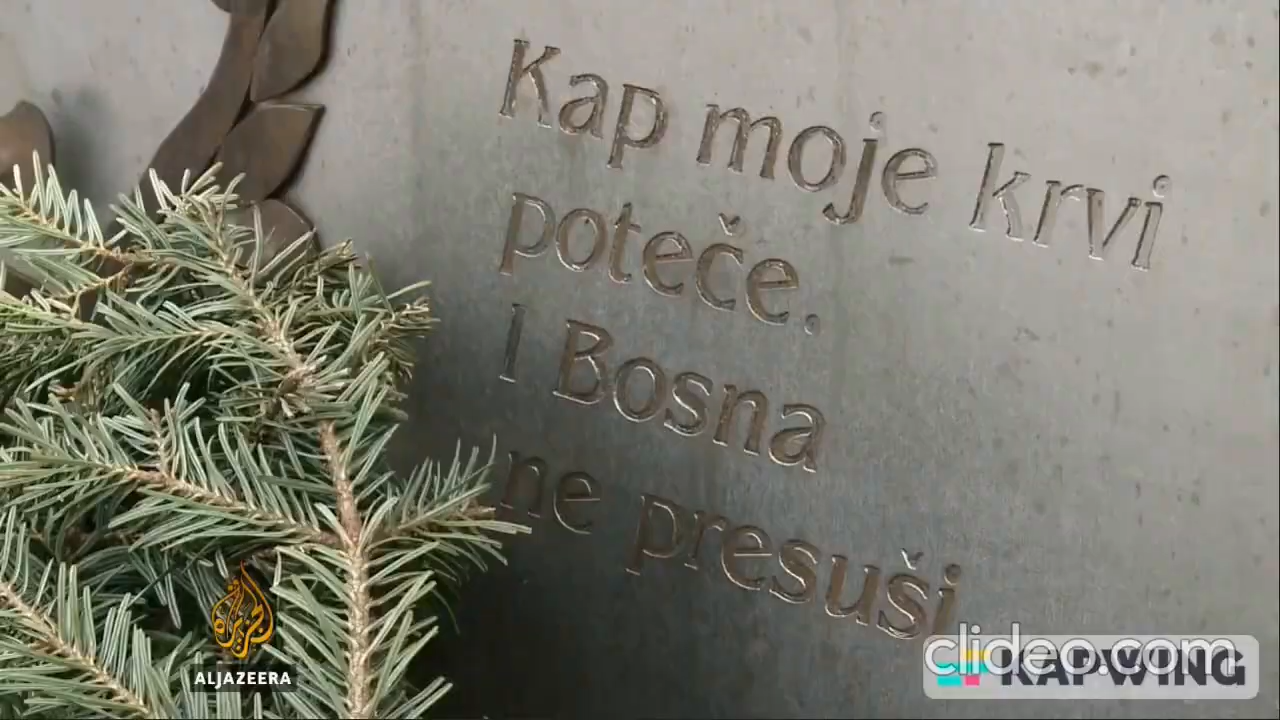 Kap moje krvi
poteče.
I Bosna
ne presuši
ALJAZEERA
clideo.com
KAPWING